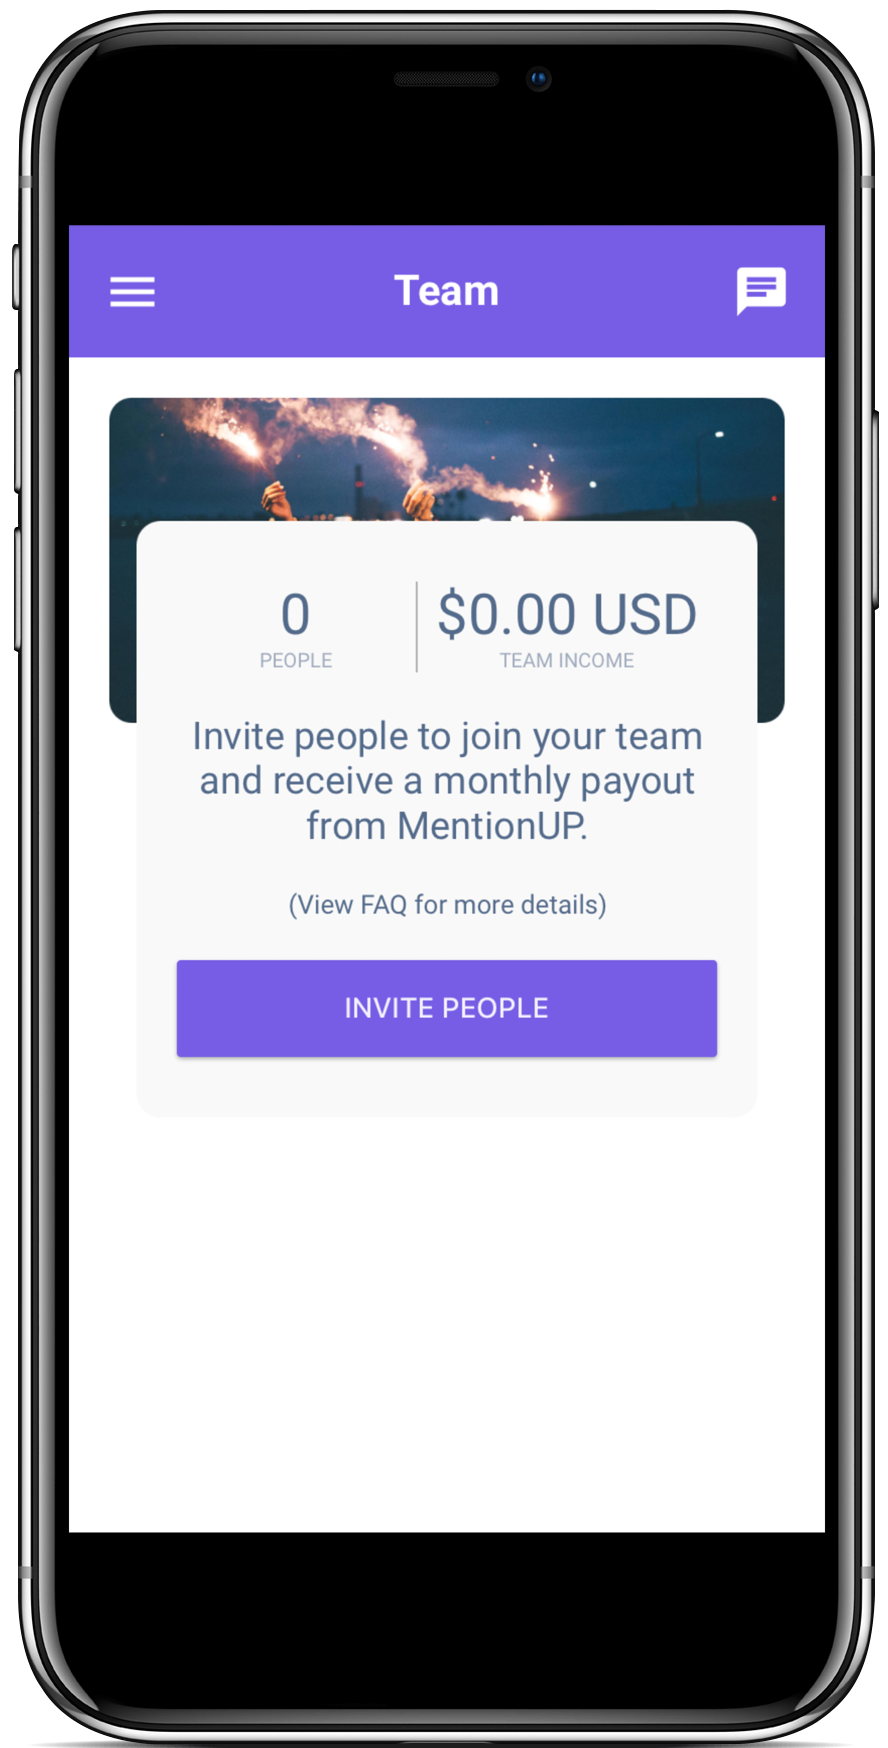 Team
0
PEOPLE
$0.00 USD
TEAM INCOME
Invite people to join your team
and receive a monthly payout
from MentionUP.
(View FAQ for more details)
INVITE PEOPLE